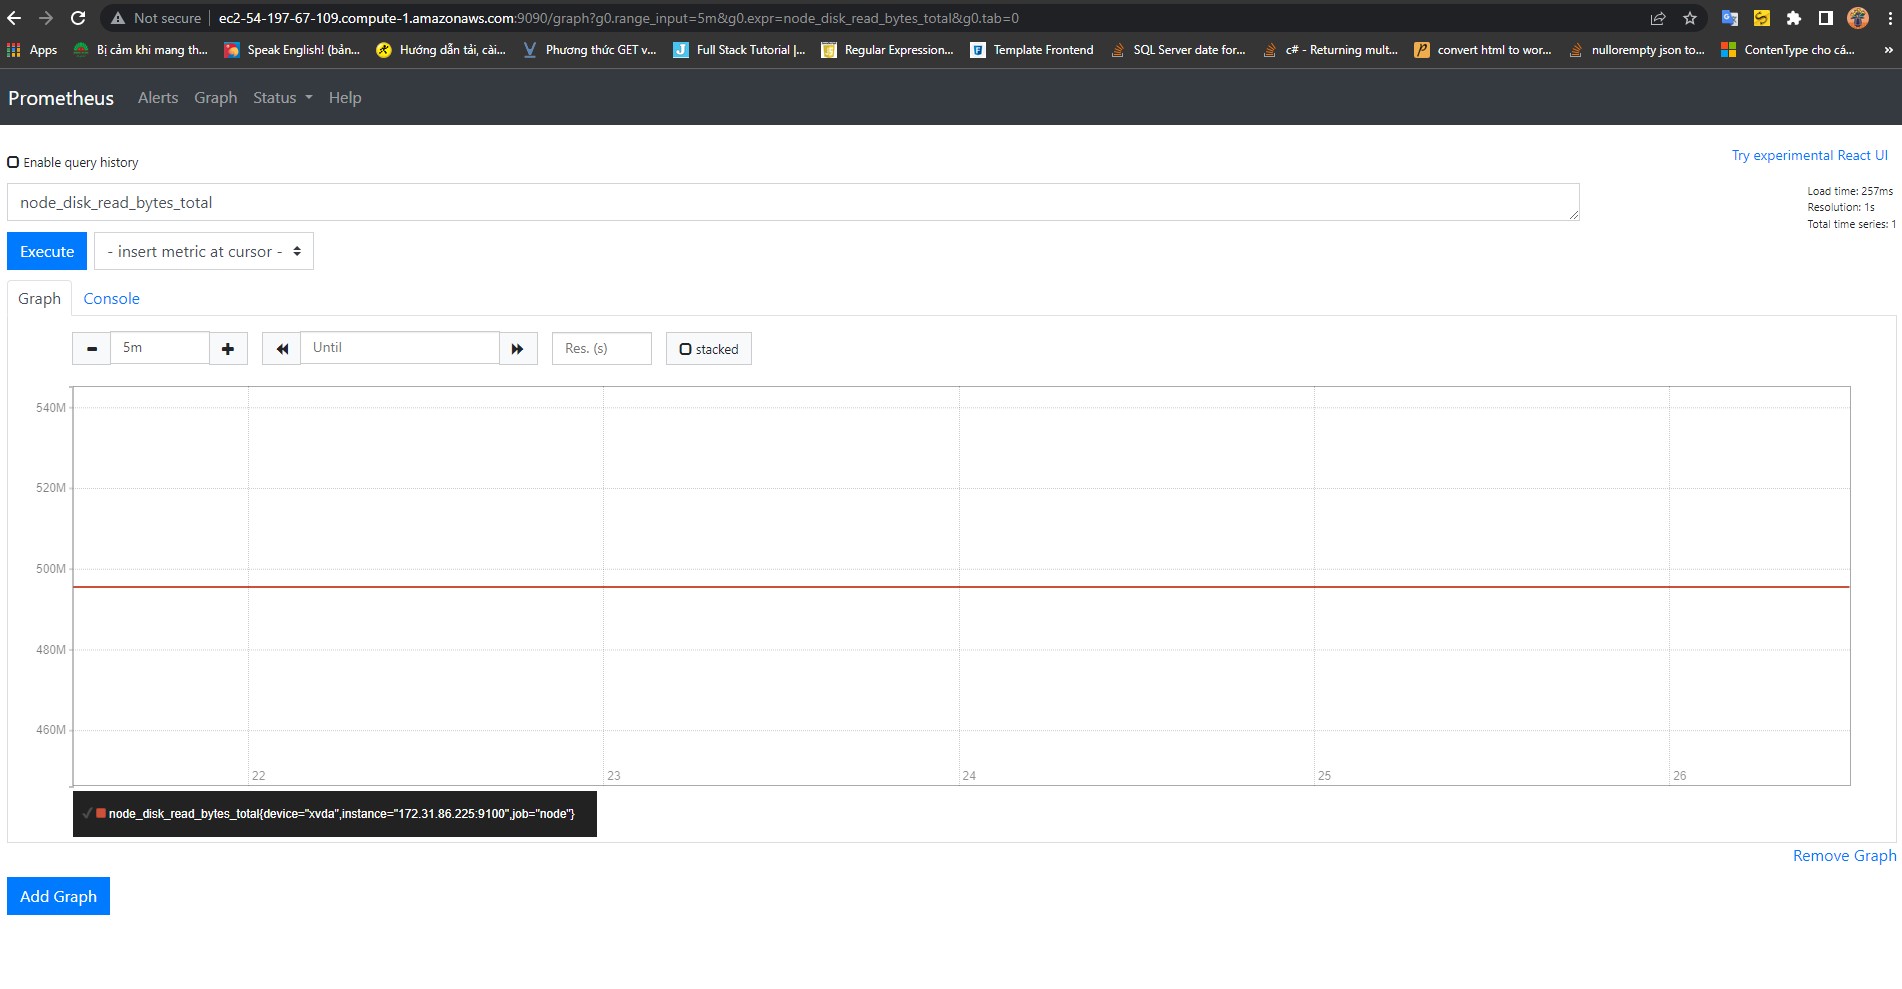 Not secure | ec2-54-197-67-109.compute-1.amazonaws.com:9090/graph?g0.range_input=5m&g0.expr=node_disk_read_bytes_total&g0.tab=0
Apps Bị cảm khi mang th... Speak English! (bản... Hướng dẫn tải, cài... Phương thức GET v... Full Stack Tutorial |... Regular Expression... Template Frontend SQL Server date for... c# - Returning mult... convert html to wor... nullorempty json to... ContenType cho cá... »
Prometheus Alerts Graph Status Help
Enable query history
Try experimental React UI
node_disk_read_bytes_total
Load time: 257ms
Resolution: 1s
Total time series: 1
Execute - insert metric at cursor -
Graph Console
5m Until Res. (s) stacked
540M
520M
500M
480M
460M
22 23 24 25 26
node_disk_read_bytes_total{device="xvda",instance="172.31.86.225:9100",job="node"}
Remove Graph
Add Graph